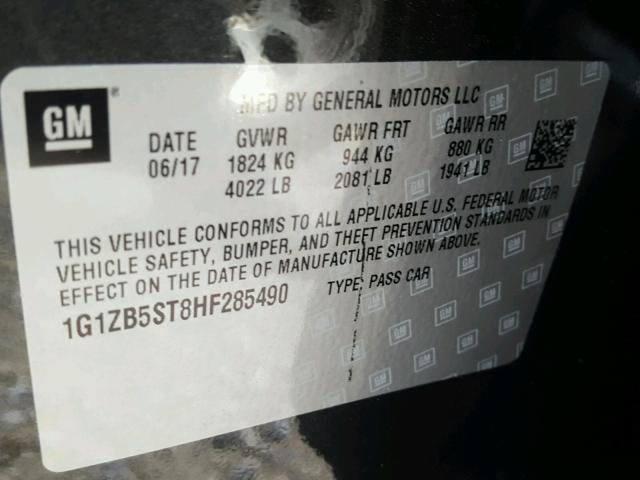 GM ®
MFD BY GENERAL MOTORS LLC
DATE GVWR GAWR FRT GAWR RR
06/17 1824 KG 944 KG 880 KG
4022 LB 2081 LB 1941 LB
THIS VEHICLE CONFORMS TO ALL APPLICABLE U.S. FEDERAL MOTOR
VEHICLE SAFETY, BUMPER, AND THEFT PREVENTION STANDARDS IN
EFFECT ON THE DATE OF MANUFACTURE SHOWN ABOVE.
1G1ZB5ST8HF285490 TYPE: PASS CAR